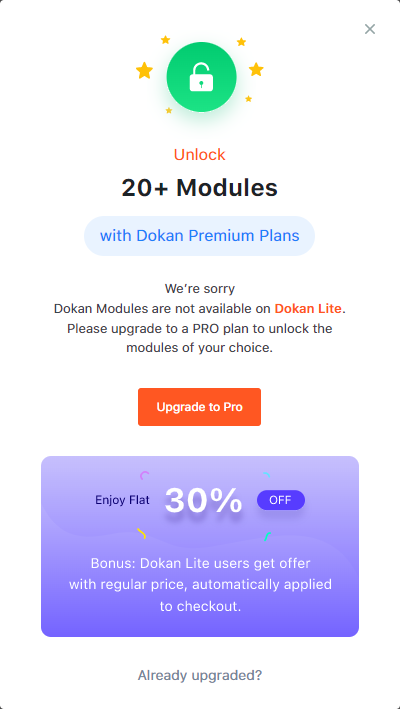 Unlock
20+ Modules
with Dokan Premium Plans
We’re sorry
Dokan Modules are not available on Dokan Lite.
Please upgrade to a PRO plan to unlock the
modules of your choice.
Upgrade to Pro
Enjoy Flat 30% OFF
Bonus: Dokan Lite users get offer
with regular price, automatically applied
to checkout.
Already upgraded?